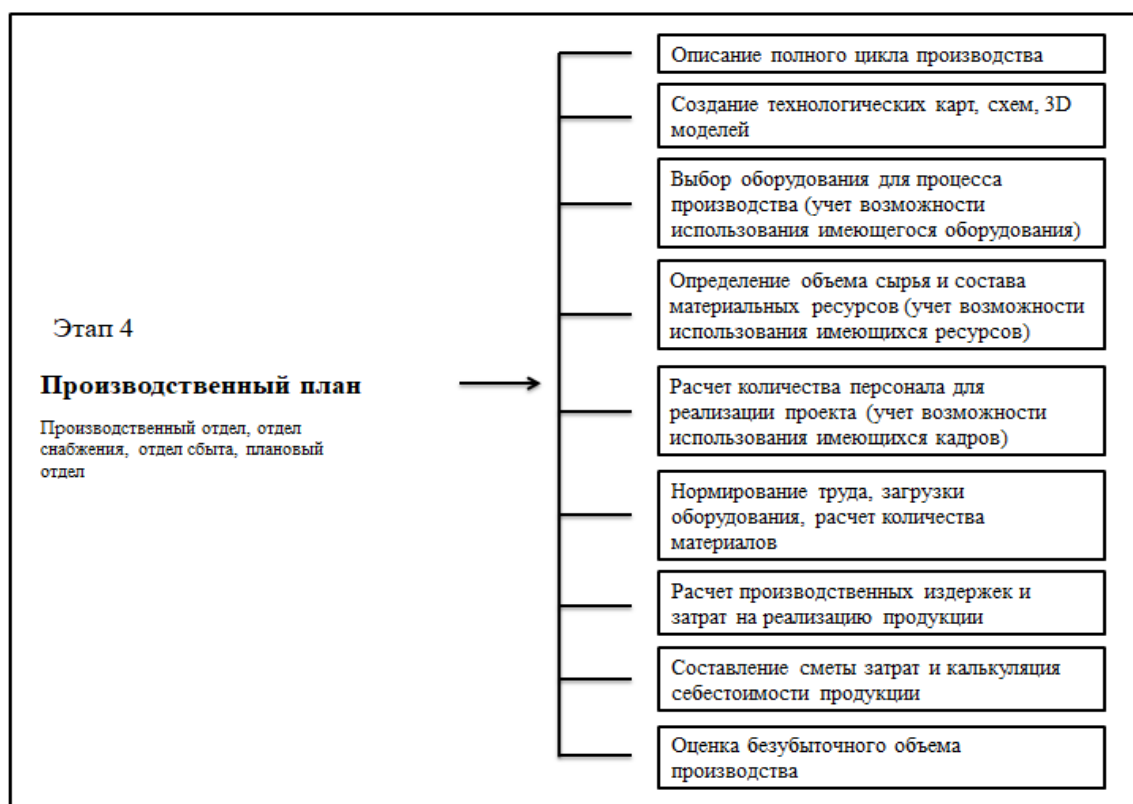 Этап 4
Производственный план
Производственный отдел, отдел
снабжения, отдел сбыта, плановый
отдел
Описание полного цикла производства
Создание технологических карт, схем, 3D
моделей
Выбор оборудования для процесса
производства (учет возможности
использования имеющегося оборудования)
Определение объема сырья и состава
материальных ресурсов (учет возможности
использования имеющихся ресурсов)
Расчет количества персонала для
реализации проекта (учет возможности
использования имеющихся кадров)
Нормирование труда, загрузки
оборудования, расчет количества
материалов
Расчет производственных издержек и
затрат на реализацию продукции
Составление сметы затрат и калькуляция
себестоимости продукции
Оценка безубыточного объема
производства